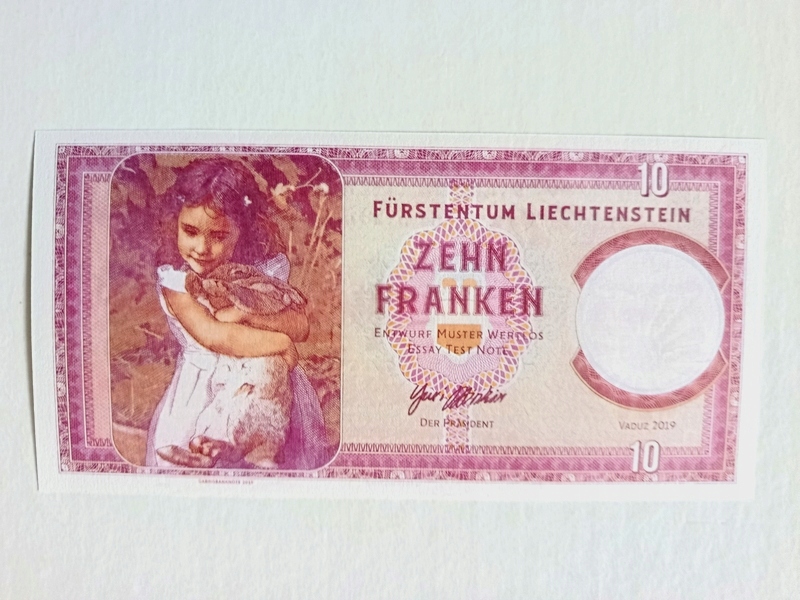 10
FÜRSTENTUM LIECHTENSTEIN
ZEHN
FRANKEN
ENTWURF MUSTER WERTLOS
ESSAY TEST NOTE
DER PRÄSIDENT
VADUZ 2019
10